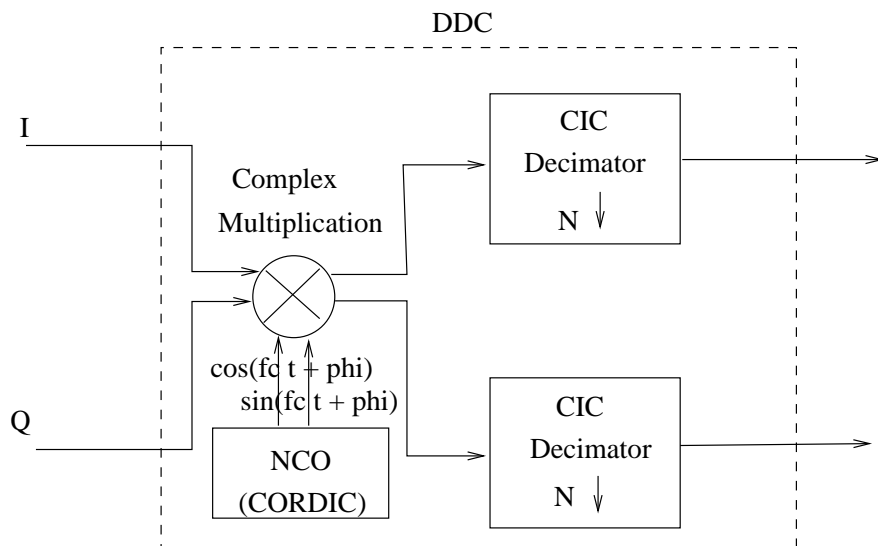 DDC
I
CIC
Decimator
N
Complex
Multiplication
cos(fc t + phi)
sin(fc t + phi)
Q
NCO
(CORDIC)
CIC
Decimator
N